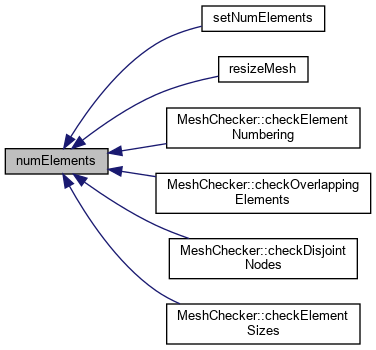 setNumElements
resizeMesh
MeshChecker::checkElement
Numbering
numElements
MeshChecker::checkOverlapping
Elements
MeshChecker::checkDisjoint
Nodes
MeshChecker::checkElement
Sizes